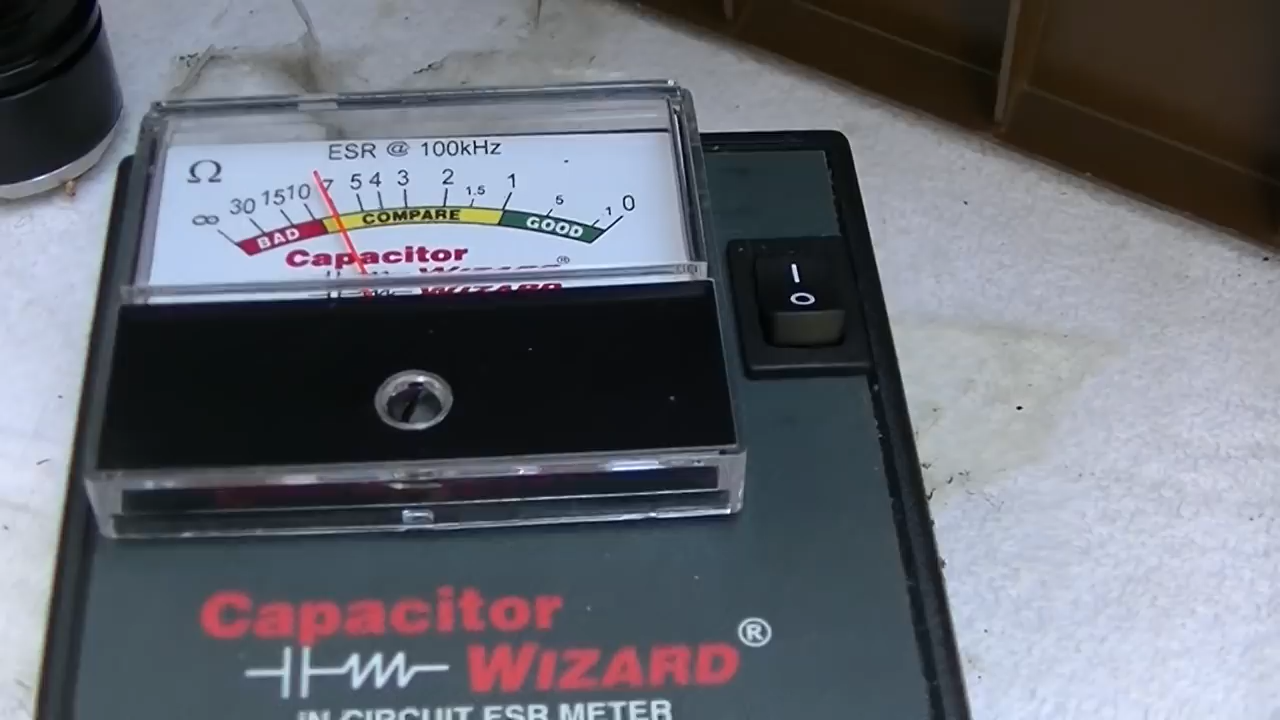 ESR @ 100kHz
Ω
∞ 30 15 10 7 5 4 3 2 1.5 1 .5 .1 0
BAD COMPARE GOOD
Capacitor
WIZARD ®
I
O
Capacitor
WIZARD ®
IN CIRCUIT ESR METER